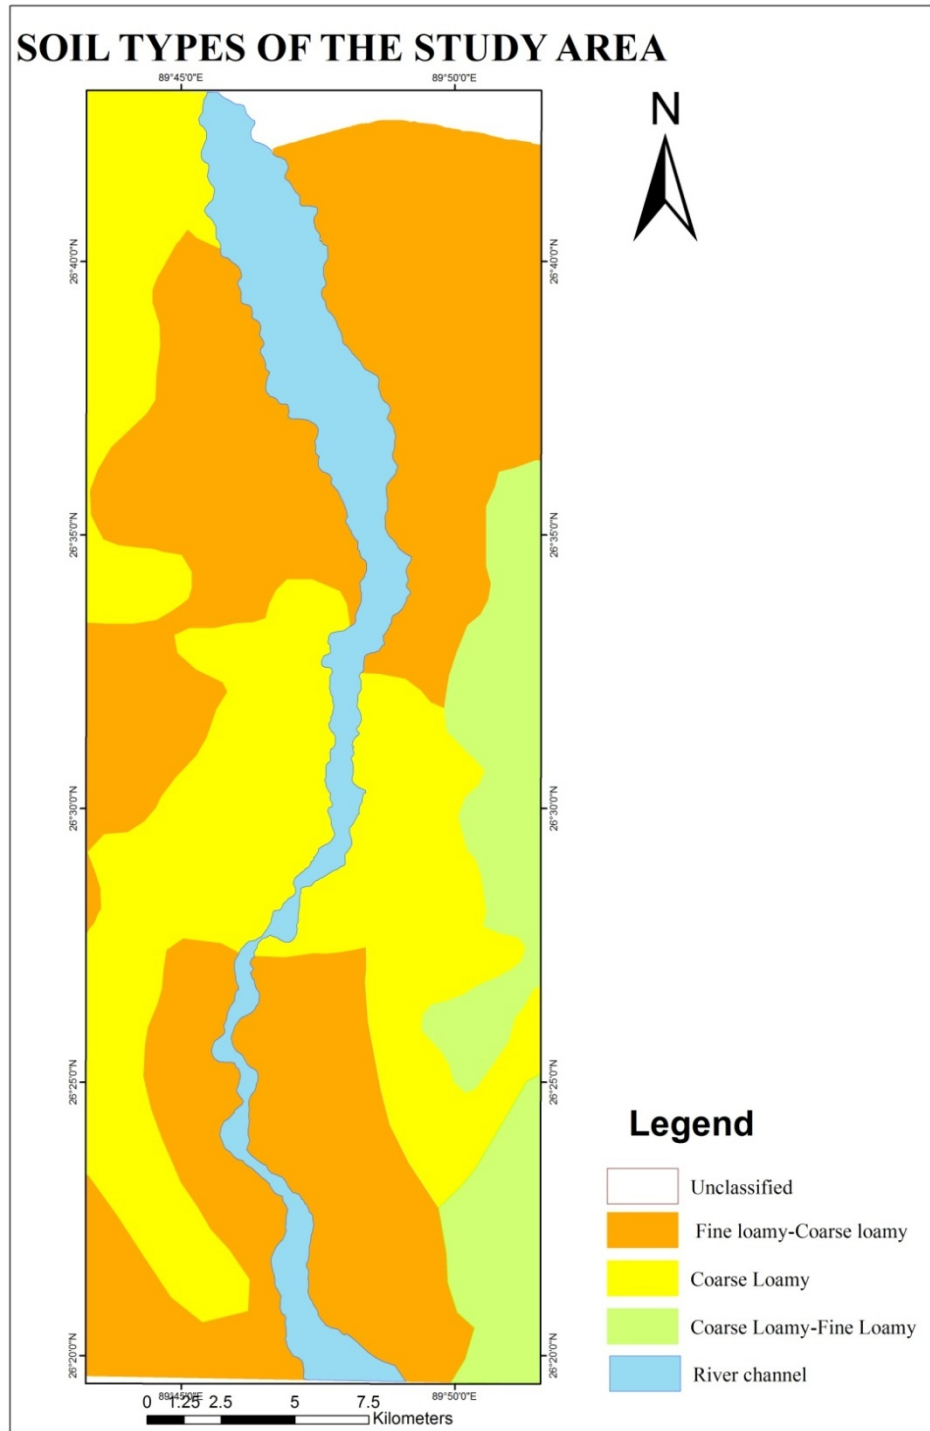 SOIL TYPES OF THE STUDY AREA
89°45'0"E
89°50'0"E
N
26°40'0"N
26°40'0"N
26°35'0"N
26°35'0"N
26°30'0"N
26°30'0"N
26°25'0"N
26°25'0"N
Legend
Unclassified
Fine loamy-Coarse loamy
Coarse Loamy
Coarse Loamy-Fine Loamy
26°20'0"N
26°20'0"N
River channel
89°45'0"E
89°50'0"E
0 1.25 2.5 5 7.5
Kilometers